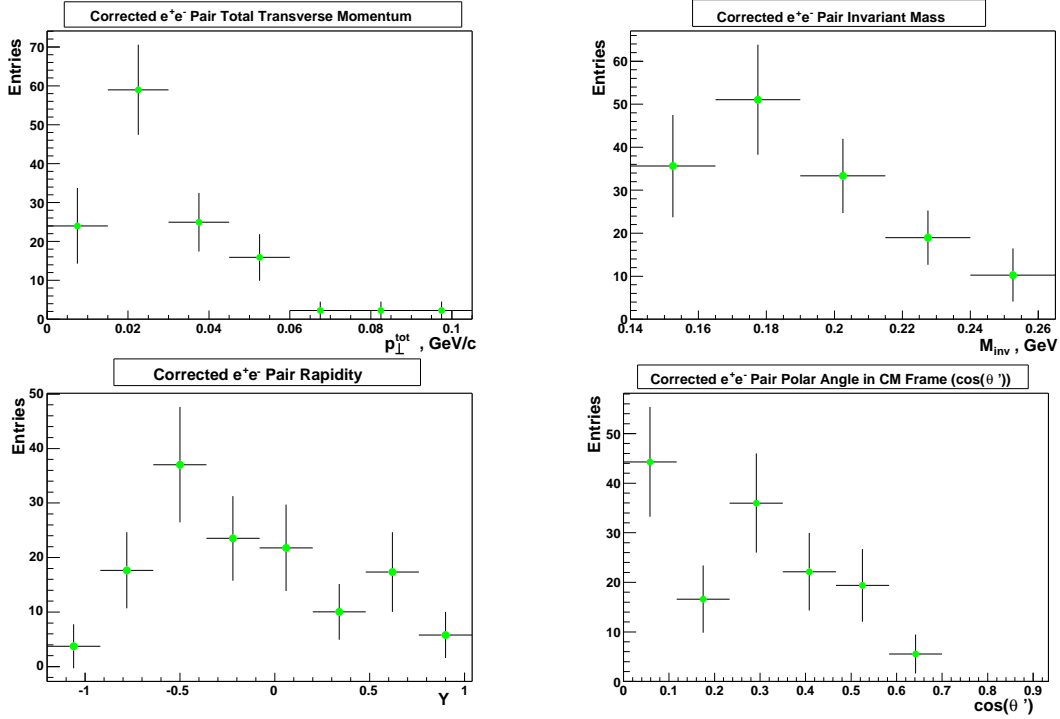 Corrected e⁺e⁻ Pair Total Transverse Momentum
Entries
70
60
50
40
30
20
10
0
0 0.02 0.04 0.06 0.08 0.1
p⊥^tot , GeV/c
Corrected e⁺e⁻ Pair Invariant Mass
Entries
60
50
40
30
20
10
0
0.14 0.16 0.18 0.2 0.22 0.24 0.26
M_inv , GeV
Corrected e⁺e⁻ Pair Rapidity
Entries
50
40
30
20
10
0
-1 -0.5 0 0.5 1
Y
Corrected e⁺e⁻ Pair Polar Angle in CM Frame (cos(θ '))
Entries
50
40
30
20
10
0
0 0.1 0.2 0.3 0.4 0.5 0.6 0.7 0.8 0.9
cos(θ ')